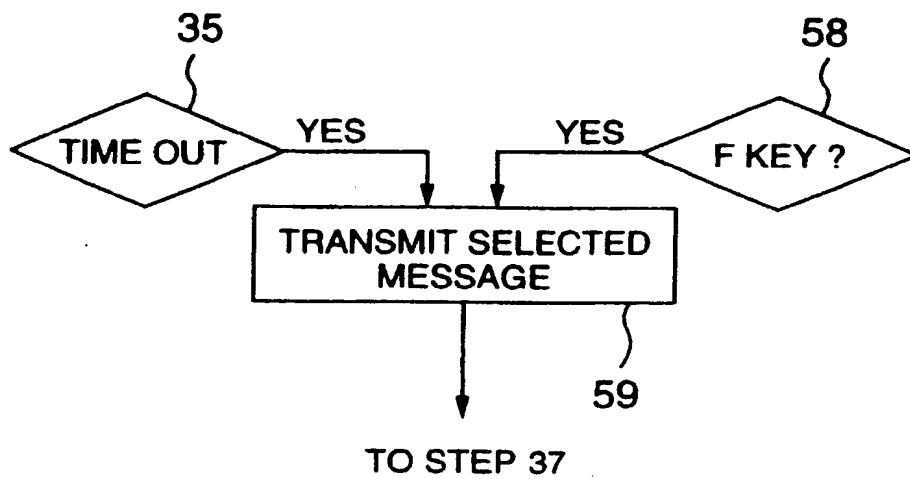 35
58
TIME OUT
YES
YES
F KEY ?
TRANSMIT SELECTED
MESSAGE
59
TO STEP 37